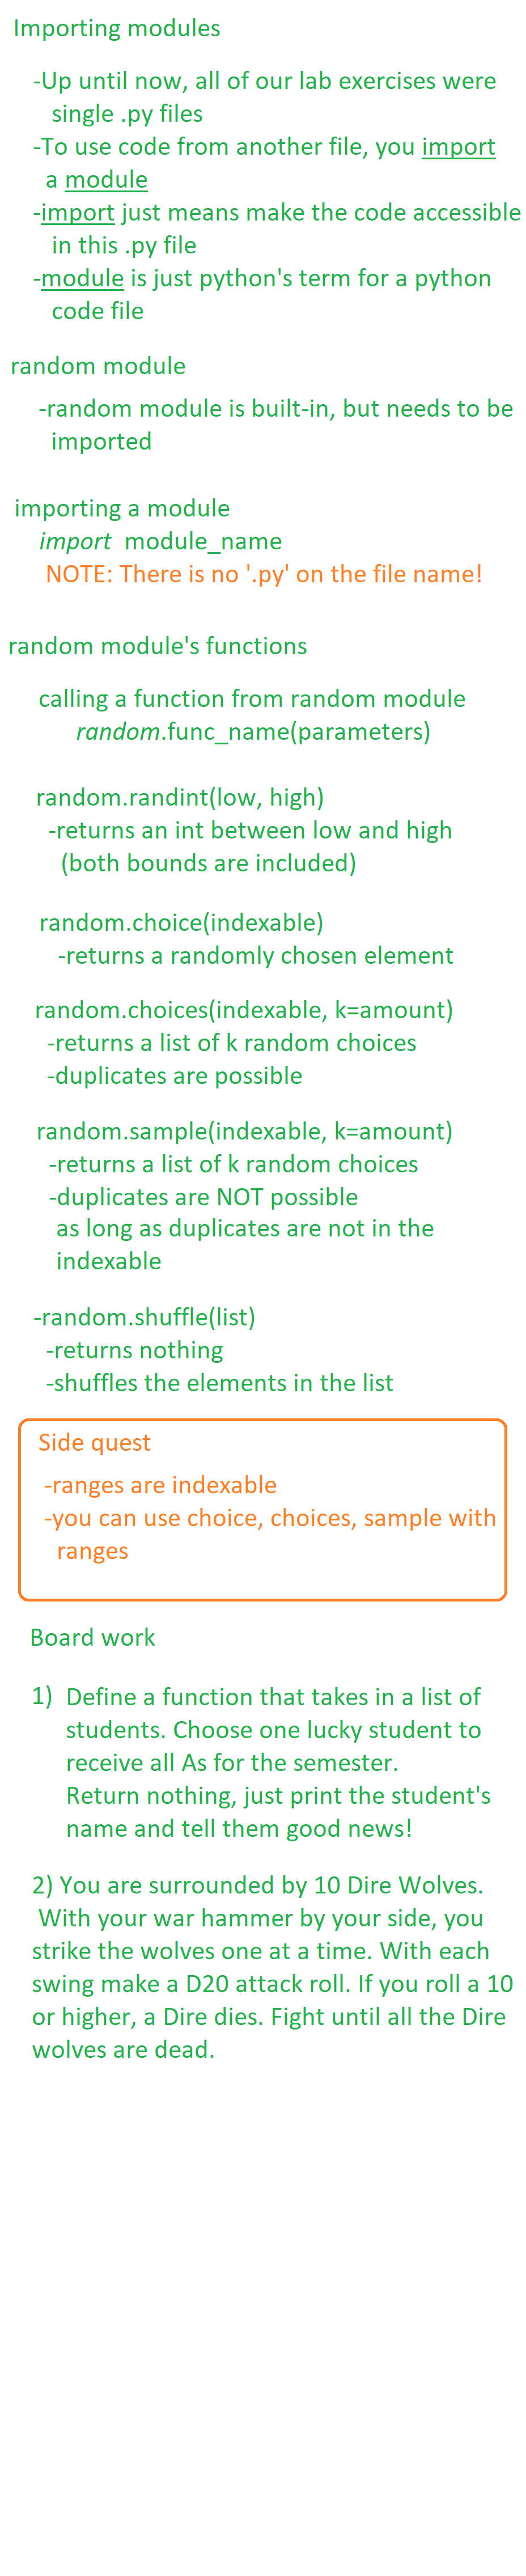 Importing modules
-Up until now, all of our lab exercises were
single .py files
-To use code from another file, you import
a module
-import just means make the code accessible
in this .py file
-module is just python's term for a python
code file
random module
-random module is built-in, but needs to be
imported
importing a module
import module_name
NOTE: There is no '.py' on the file name!
random module's functions
calling a function from random module
random.func_name(parameters)
random.randint(low, high)
-returns an int between low and high
(both bounds are included)
random.choice(indexable)
-returns a randomly chosen element
random.choices(indexable, k=amount)
-returns a list of k random choices
-duplicates are possible
random.sample(indexable, k=amount)
-returns a list of k random choices
-duplicates are NOT possible
as long as duplicates are not in the
indexable
-random.shuffle(list)
-returns nothing
-shuffles the elements in the list
Side quest
-ranges are indexable
-you can use choice, choices, sample with
ranges
Board work
1) Define a function that takes in a list of
students. Choose one lucky student to
receive all As for the semester.
Return nothing, just print the student's
name and tell them good news!
2) You are surrounded by 10 Dire Wolves.
With your war hammer by your side, you
strike the wolves one at a time. With each
swing make a D20 attack roll. If you roll a 10
or higher, a Dire dies. Fight until all the Dire
wolves are dead.